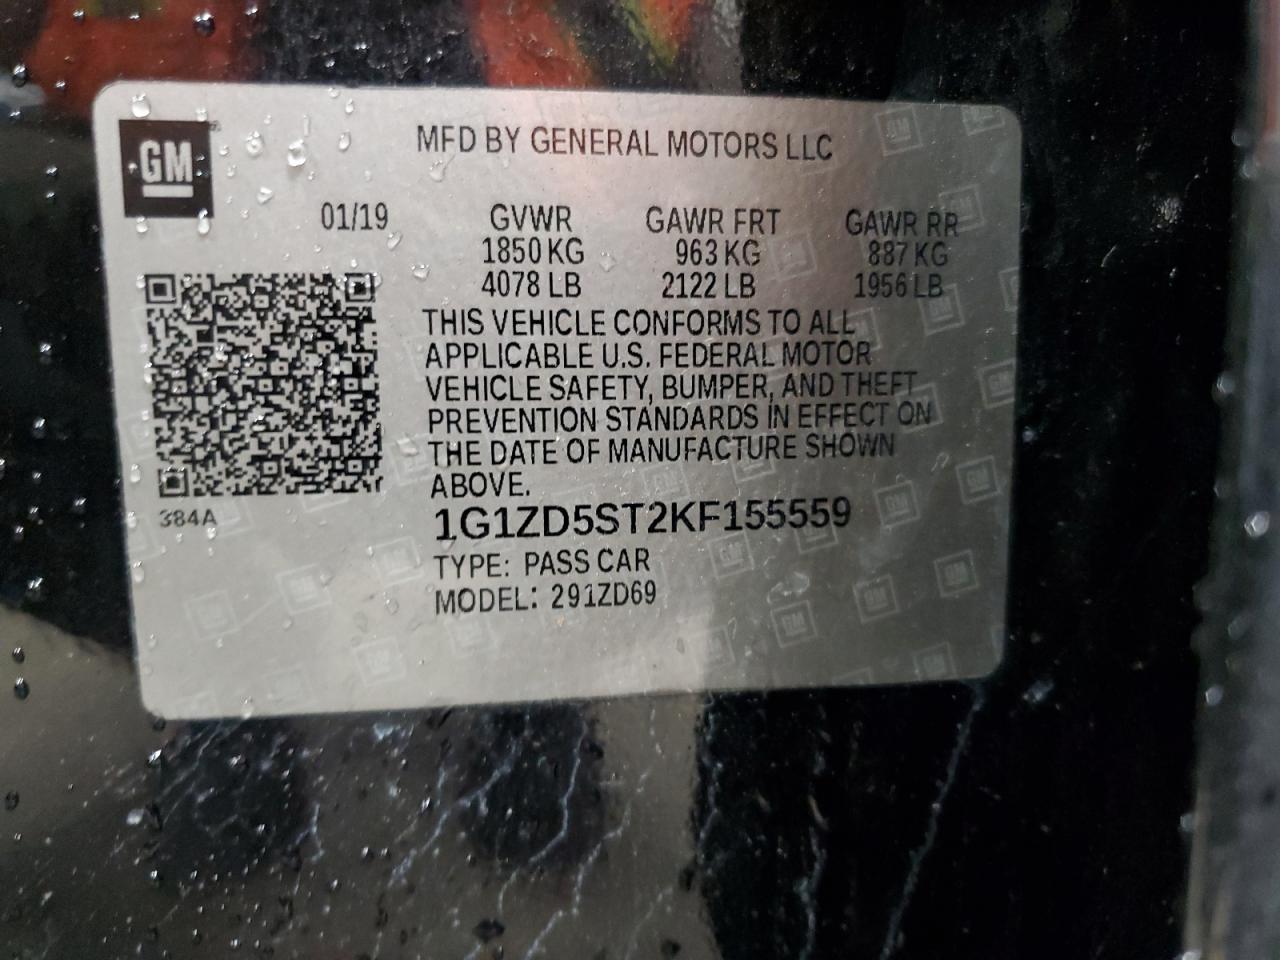 GM
MFD BY GENERAL MOTORS LLC
01/19 GVWR GAWR FRT GAWR RR
1850 KG 963 KG 887 KG
4078 LB 2122 LB 1956 LB
THIS VEHICLE CONFORMS TO ALL
APPLICABLE U.S. FEDERAL MOTOR
VEHICLE SAFETY, BUMPER, AND THEFT
PREVENTION STANDARDS IN EFFECT ON
THE DATE OF MANUFACTURE SHOWN
ABOVE.
384A
1G1ZD5ST2KF155559
TYPE: PASS CAR
MODEL: 291ZD69